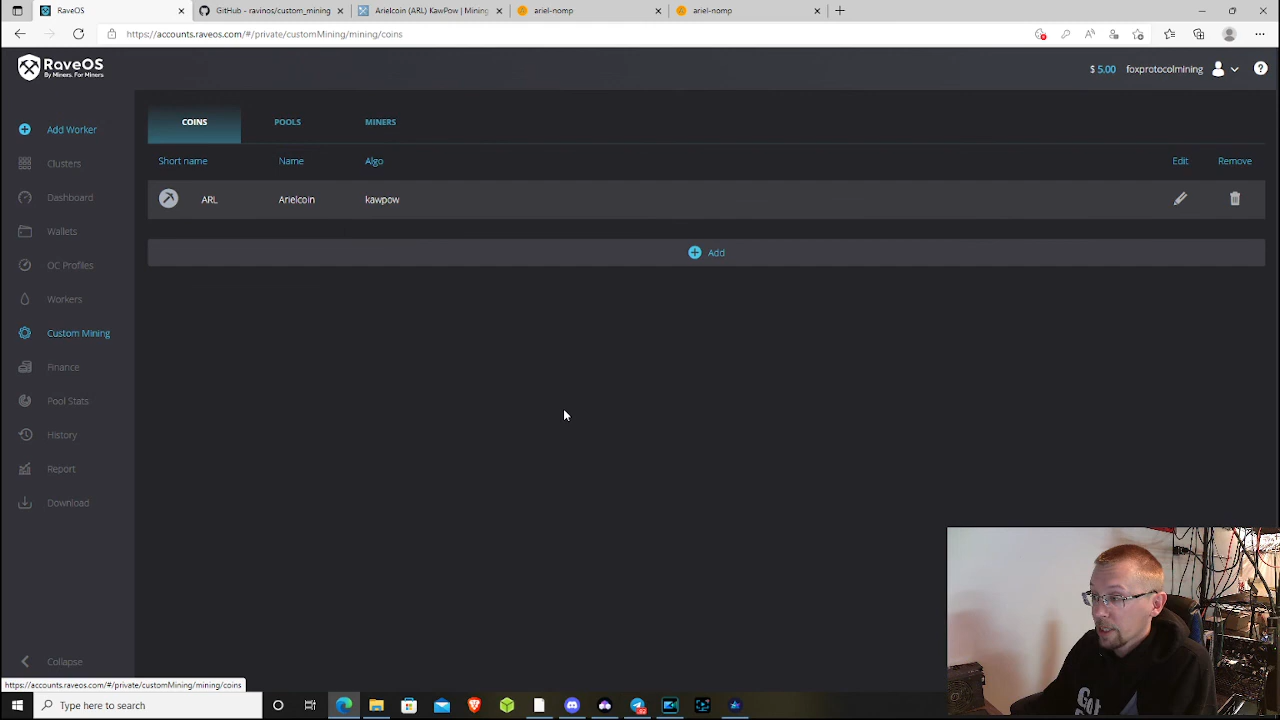 RaveOS
GitHub - ravinos/custom_mining
Arielcoin (ARL) KawPow | Mining
ariel-nomp
ariel-nomp
https://accounts.raveos.com/#/private/customMining/mining/coins
RaveOS
By Miners. For Miners
$ 5.00
foxprotocolmining
Add Worker
Clusters
Dashboard
Wallets
OC Profiles
Workers
Custom Mining
Finance
Pool Stats
History
Report
Download
Collapse
COINS
POOLS
MINERS
Short name
Name
Algo
Edit
Remove
ARL
Arielcoin
kawpow
Add
https://accounts.raveos.com/#/private/customMining/mining/coins
Type here to search